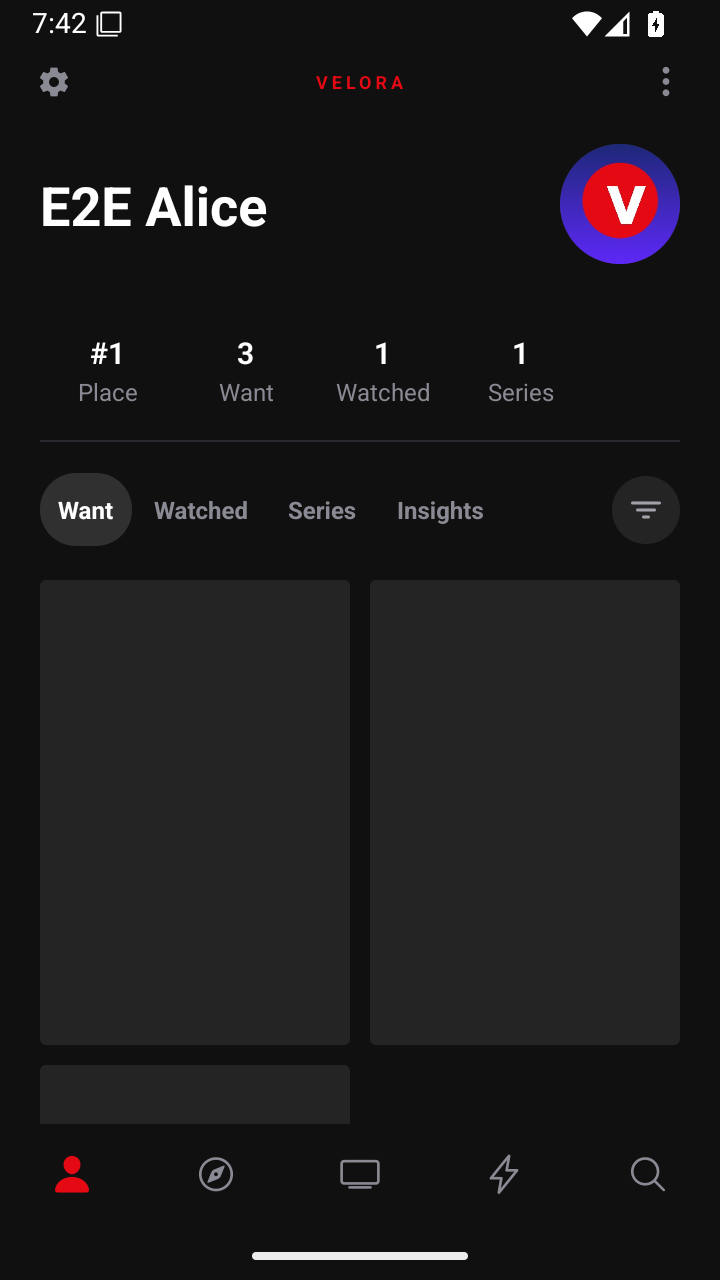 7:42
VELORA
E2E Alice
V
#1 3 1 1
Place Want Watched Series
Want Watched Series Insights